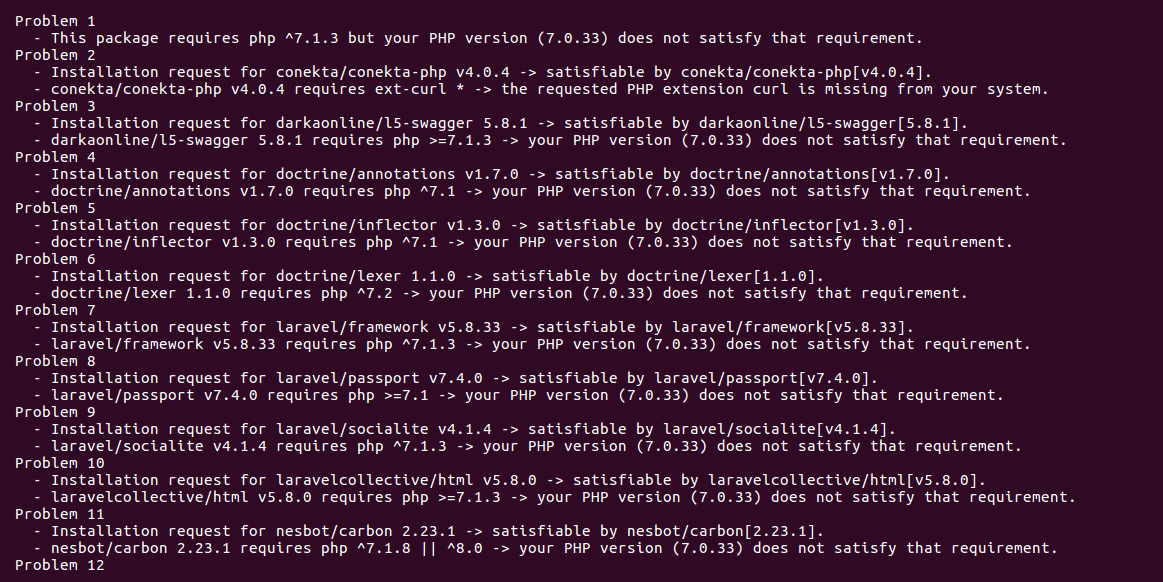 Problem 1
- This package requires php ^7.1.3 but your PHP version (7.0.33) does not satisfy that requirement.
Problem 2
- Installation request for conekta/conekta-php v4.0.4 -> satisfiable by conekta/conekta-php[v4.0.4].
- conekta/conekta-php v4.0.4 requires ext-curl * -> the requested PHP extension curl is missing from your system.
Problem 3
- Installation request for darkaonline/l5-swagger 5.8.1 -> satisfiable by darkaonline/l5-swagger[5.8.1].
- darkaonline/l5-swagger 5.8.1 requires php >=7.1.3 -> your PHP version (7.0.33) does not satisfy that requirement.
Problem 4
- Installation request for doctrine/annotations v1.7.0 -> satisfiable by doctrine/annotations[v1.7.0].
- doctrine/annotations v1.7.0 requires php ^7.1 -> your PHP version (7.0.33) does not satisfy that requirement.
Problem 5
- Installation request for doctrine/inflector v1.3.0 -> satisfiable by doctrine/inflector[v1.3.0].
- doctrine/inflector v1.3.0 requires php ^7.1 -> your PHP version (7.0.33) does not satisfy that requirement.
Problem 6
- Installation request for doctrine/lexer 1.1.0 -> satisfiable by doctrine/lexer[1.1.0].
- doctrine/lexer 1.1.0 requires php ^7.2 -> your PHP version (7.0.33) does not satisfy that requirement.
Problem 7
- Installation request for laravel/framework v5.8.33 -> satisfiable by laravel/framework[v5.8.33].
- laravel/framework v5.8.33 requires php ^7.1.3 -> your PHP version (7.0.33) does not satisfy that requirement.
Problem 8
- Installation request for laravel/passport v7.4.0 -> satisfiable by laravel/passport[v7.4.0].
- laravel/passport v7.4.0 requires php >=7.1 -> your PHP version (7.0.33) does not satisfy that requirement.
Problem 9
- Installation request for laravel/socialite v4.1.4 -> satisfiable by laravel/socialite[v4.1.4].
- laravel/socialite v4.1.4 requires php ^7.1.3 -> your PHP version (7.0.33) does not satisfy that requirement.
Problem 10
- Installation request for laravelcollective/html v5.8.0 -> satisfiable by laravelcollective/html[v5.8.0].
- laravelcollective/html v5.8.0 requires php >=7.1.3 -> your PHP version (7.0.33) does not satisfy that requirement.
Problem 11
- Installation request for nesbot/carbon 2.23.1 -> satisfiable by nesbot/carbon[2.23.1].
- nesbot/carbon 2.23.1 requires php ^7.1.8 || ^8.0 -> your PHP version (7.0.33) does not satisfy that requirement.
Problem 12